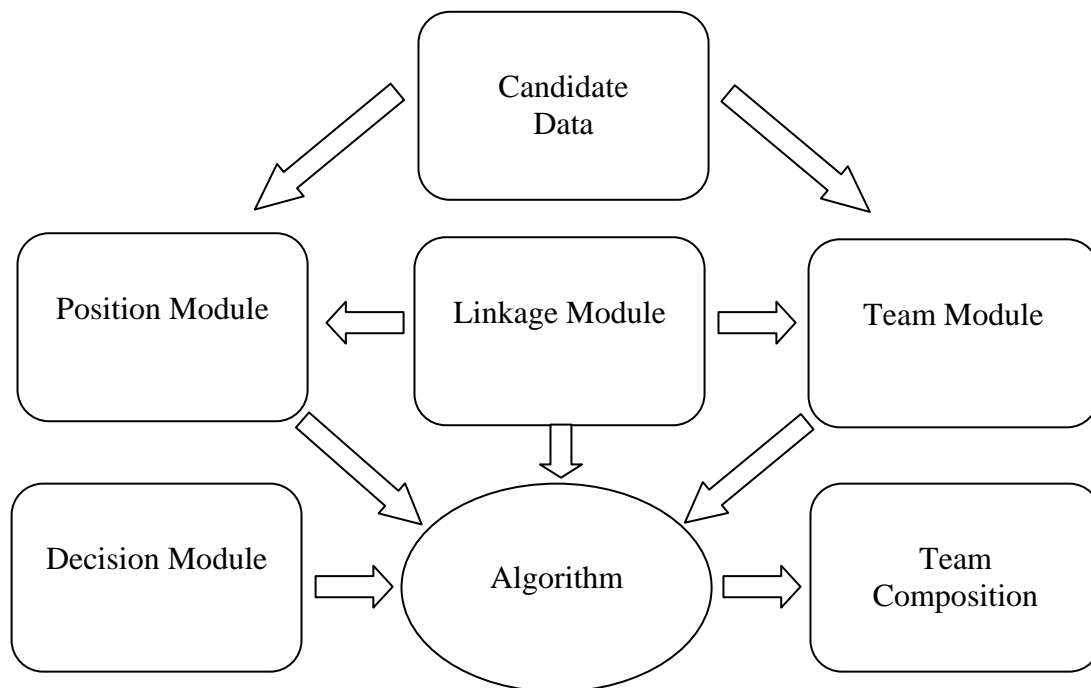 Candidate
Data
Position Module
Linkage Module
Team Module
Decision Module
Algorithm
Team
Composition